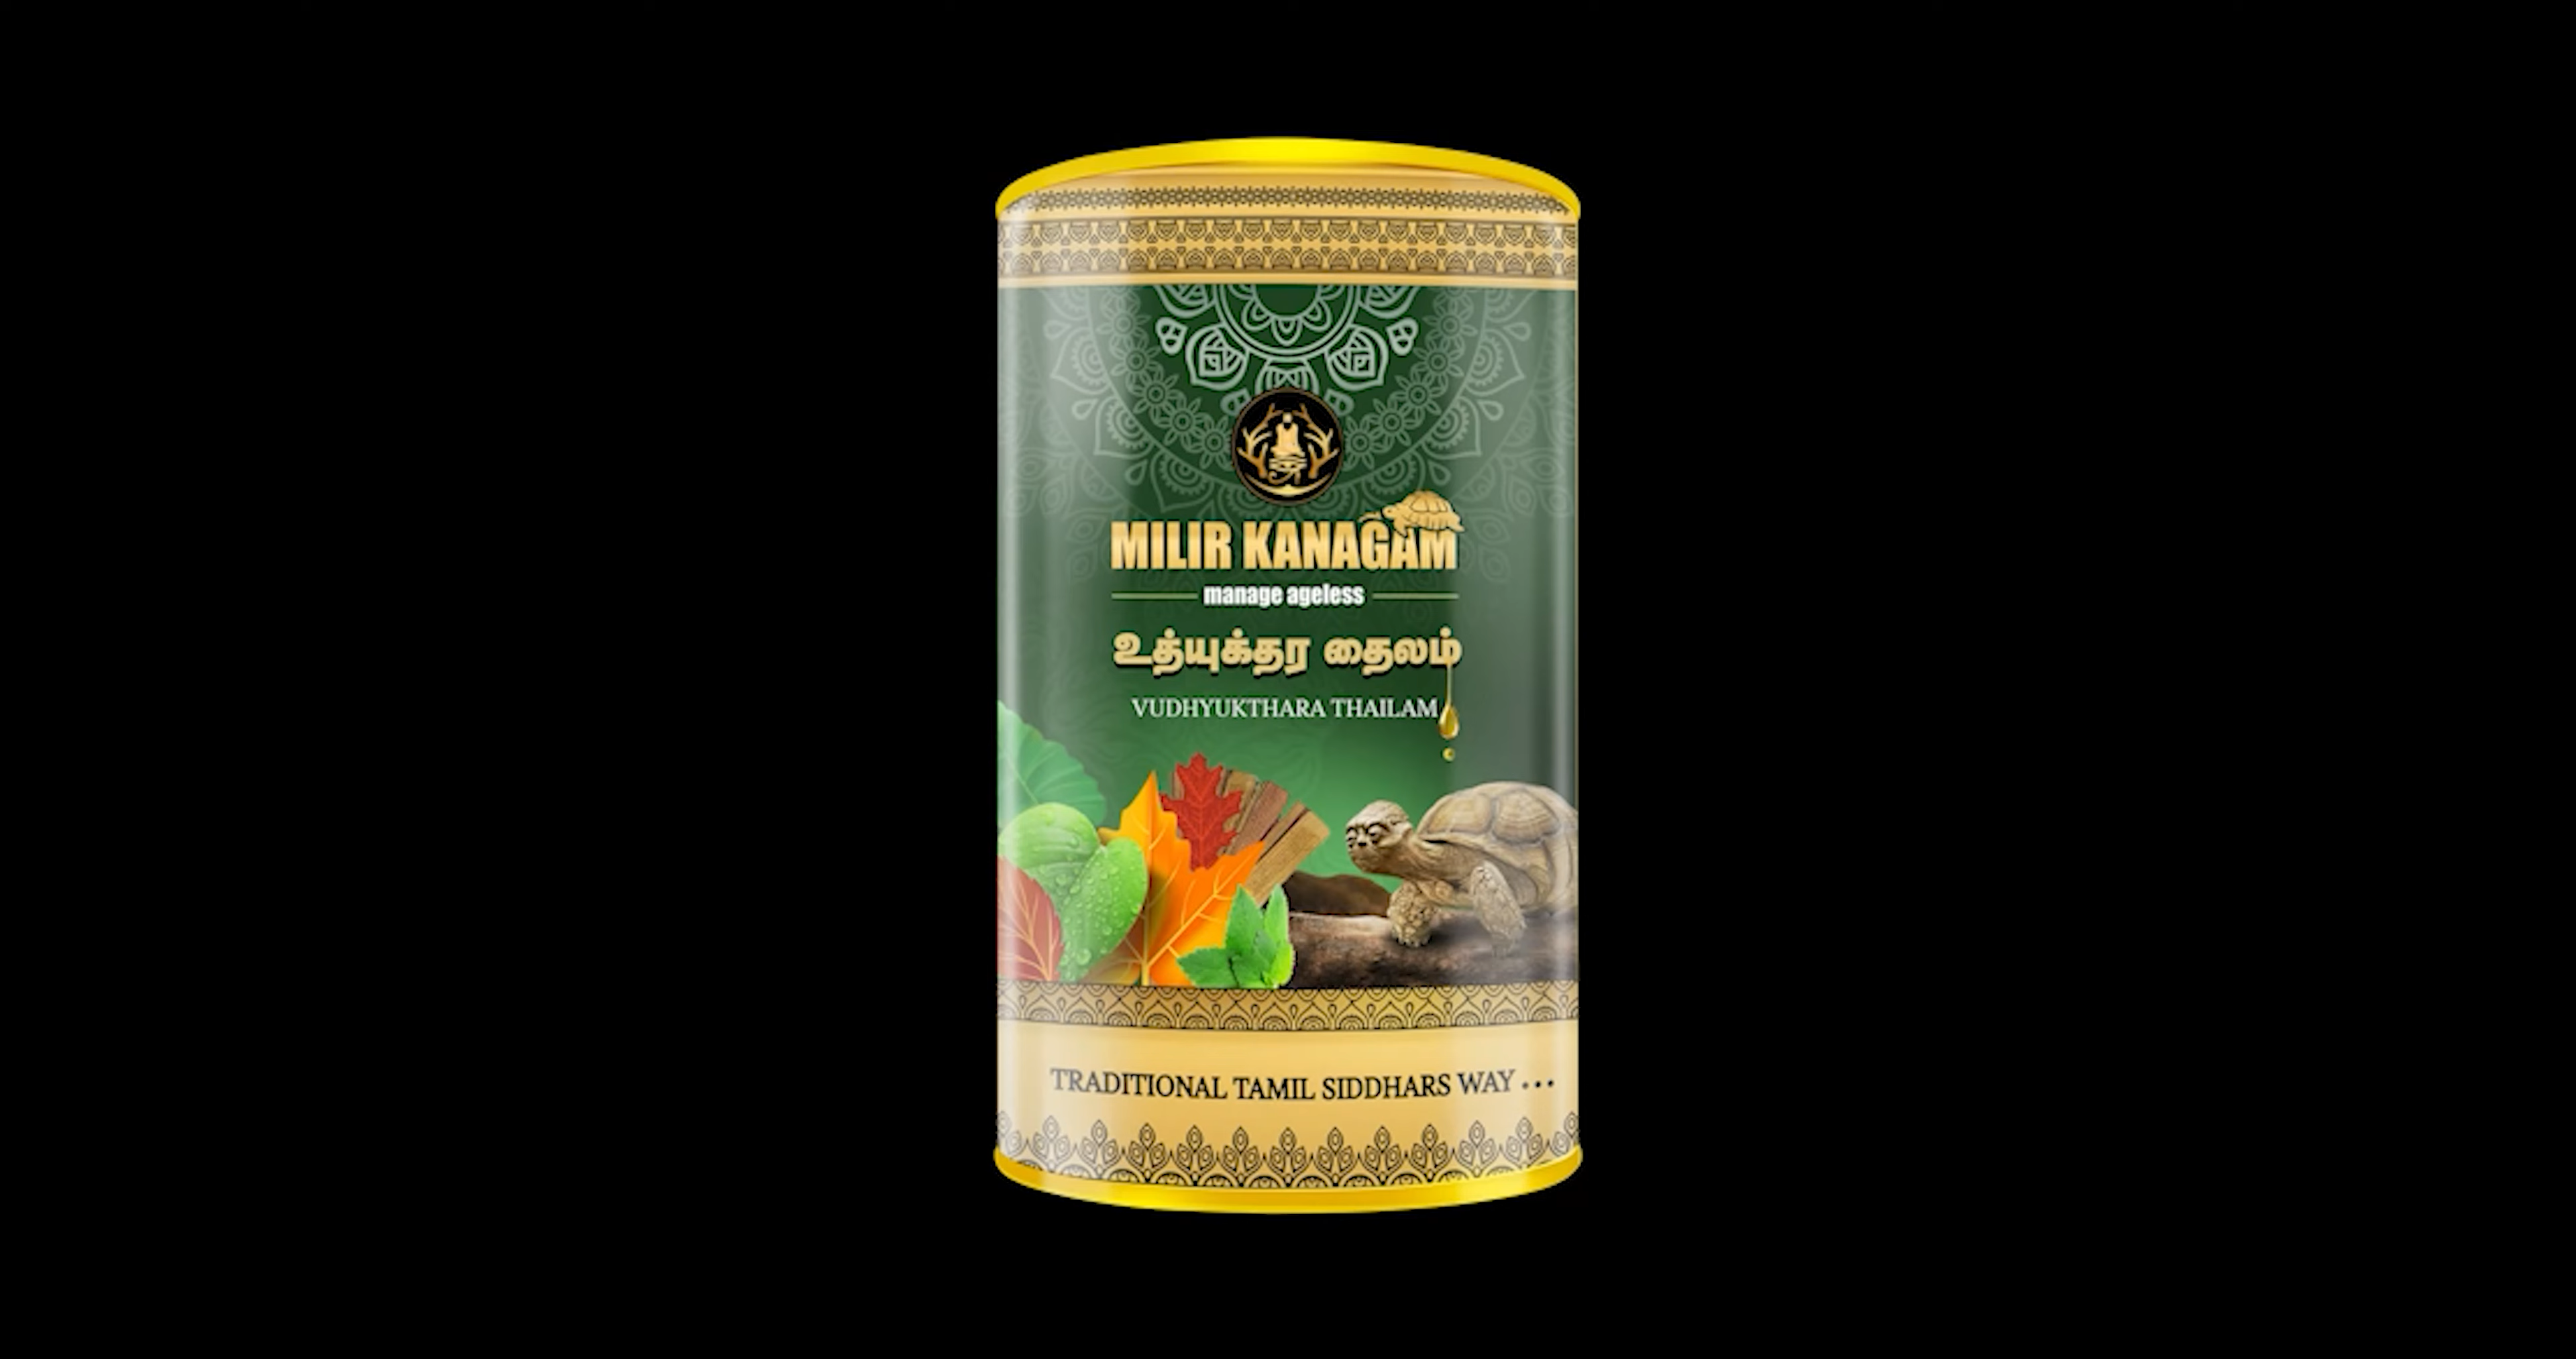 MILIR KANAGAM
manage ageless
உத்யுக்தர தைலம்
VUDHYUKTHARA THAILAM
TRADITIONAL TAMIL SIDDHARS WAY •••